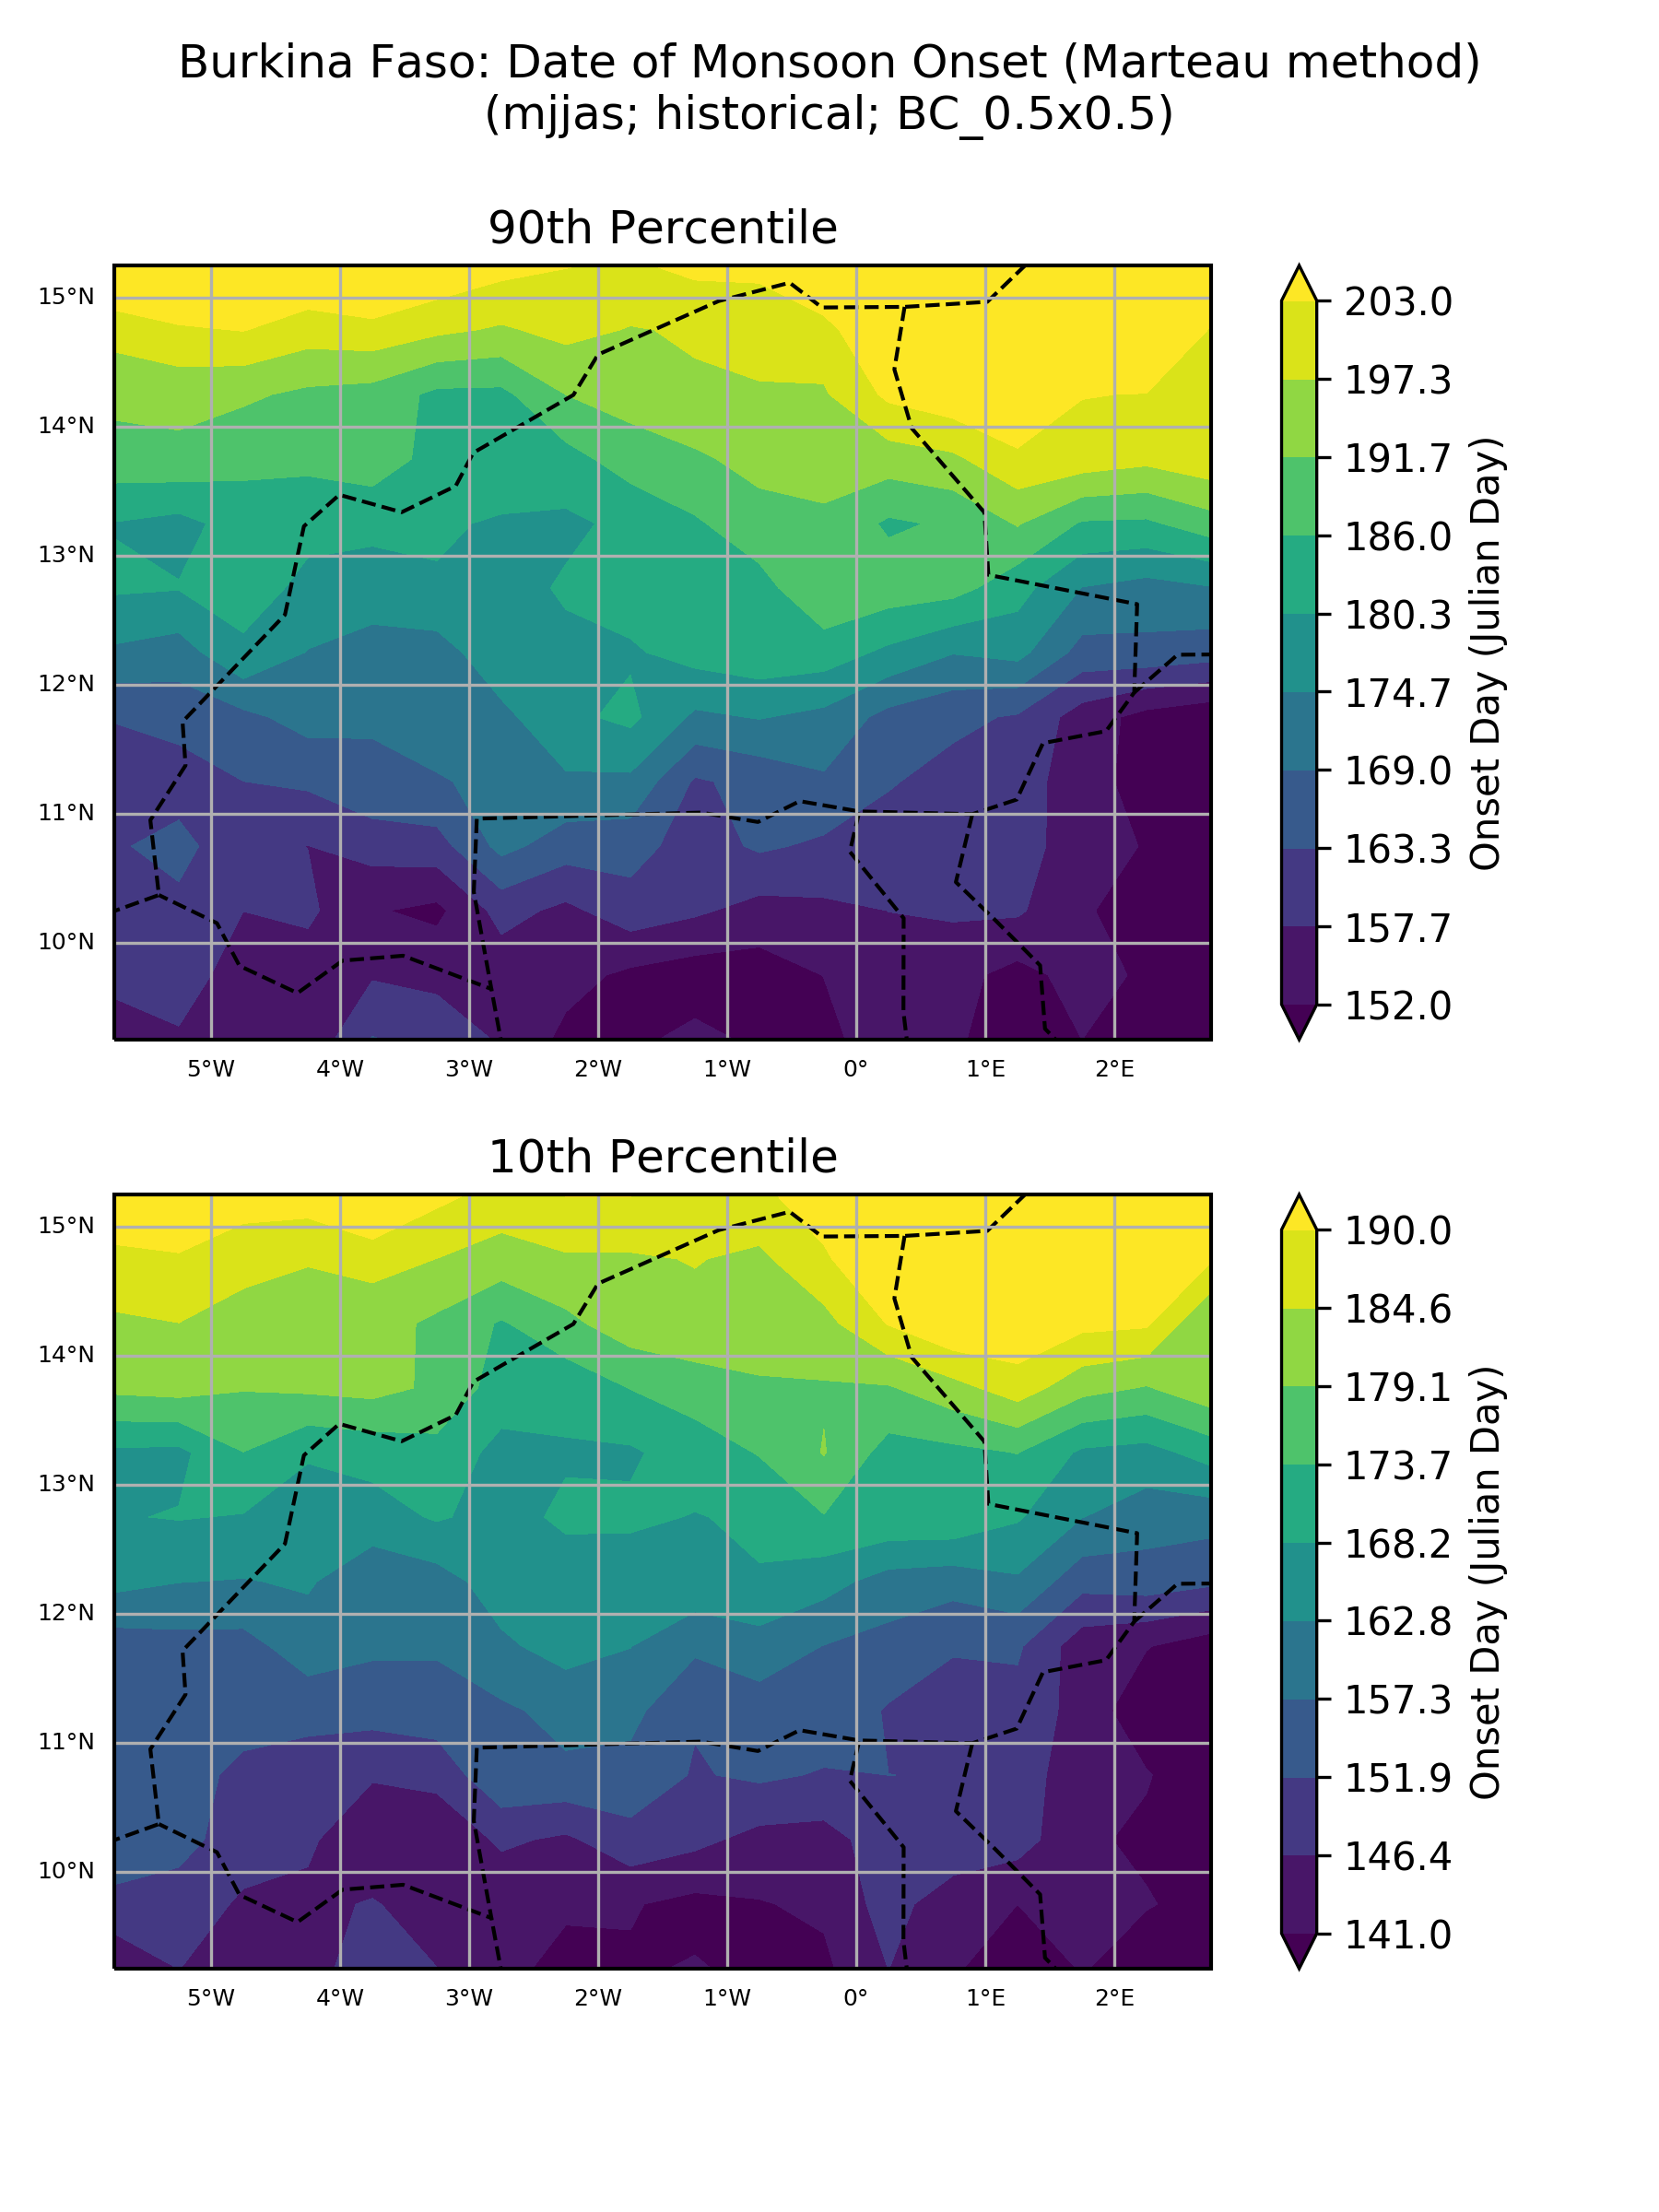 Burkina Faso: Date of Monsoon Onset (Marteau method)
(mjjas; historical; BC_0.5x0.5)
90th Percentile
15°N
14°N
13°N
12°N
11°N
10°N
5°W 4°W 3°W 2°W 1°W 0° 1°E 2°E
203.0
197.3
191.7
186.0
180.3
174.7
169.0
163.3
157.7
152.0
Onset Day (Julian Day)
10th Percentile
15°N
14°N
13°N
12°N
11°N
10°N
5°W 4°W 3°W 2°W 1°W 0° 1°E 2°E
190.0
184.6
179.1
173.7
168.2
162.8
157.3
151.9
146.4
141.0
Onset Day (Julian Day)